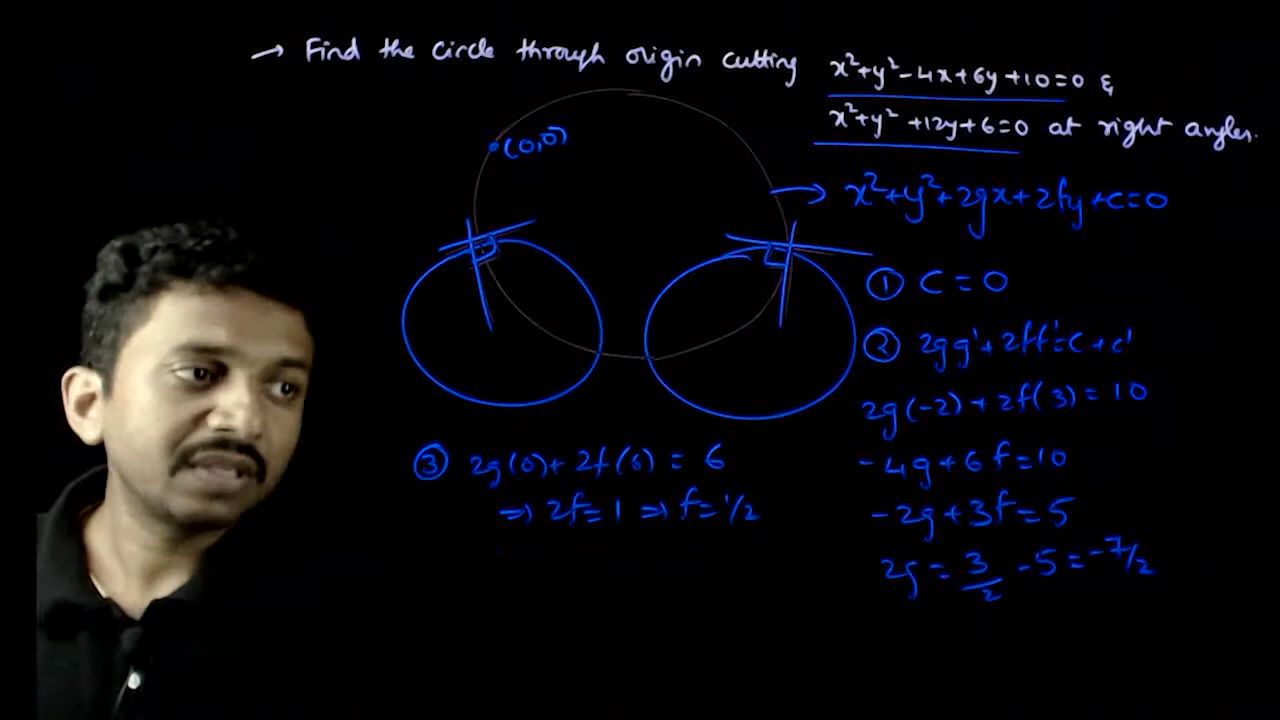 → Find the circle through origin cutting x²+y²-4x+6y+10=0 &
x²+y²+12y+6=0 at right angles.
(0,0)
→ x²+y²+2gx+2fy+c=0
① C=0
② 2gg'+2ff'=c+c'
2g(-2)+2f(3)=10
-4g+6f=10
-2g+3f=5
2g=3/2-5=-7/2
③ 2g(0)+2f(6)=6
⇒ 2f=1 ⇒ f=1/2